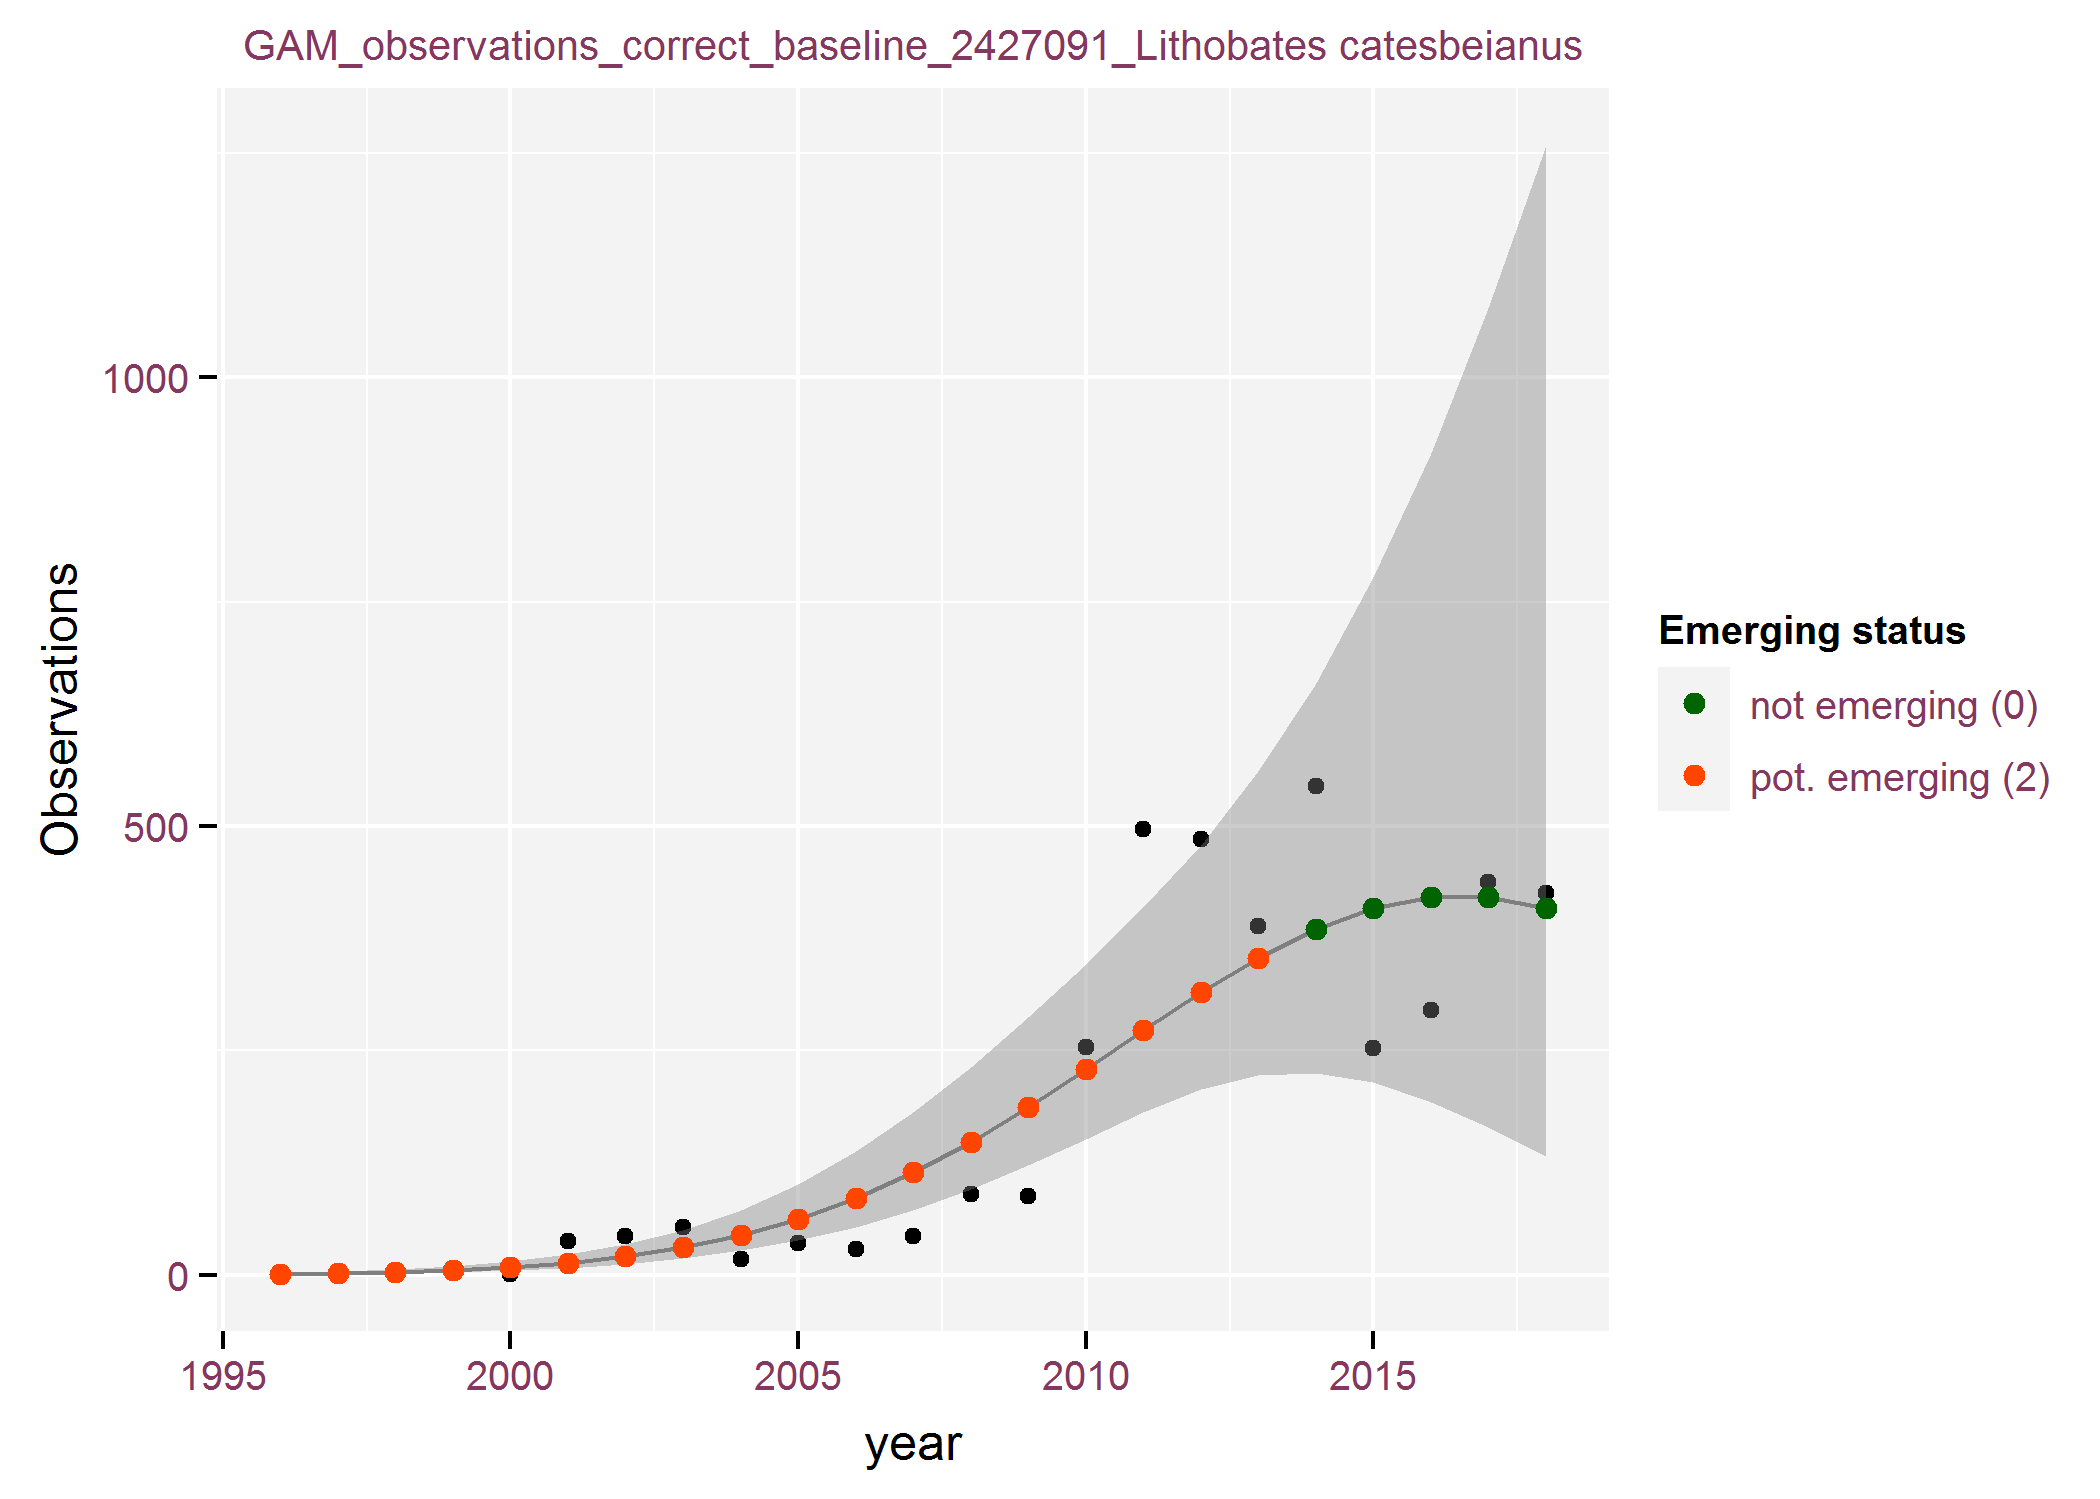 GAM_observations_correct_baseline_2427091_Lithobates catesbeianus
Observations
1000
500
0
1995
2000
2005
2010
2015
year
Emerging status
not emerging (0)
pot. emerging (2)